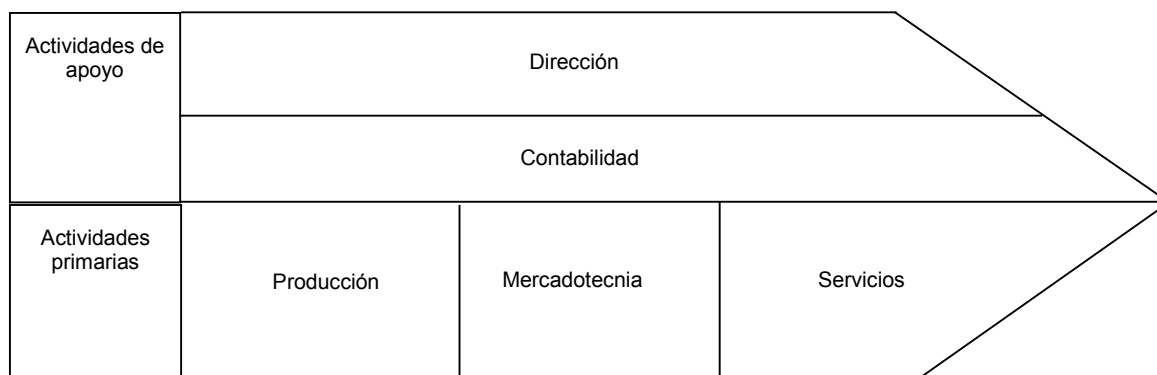 Actividades de
apoyo
Dirección
Contabilidad
Actividades
primarias
Producción
Mercadotecnia
Servicios